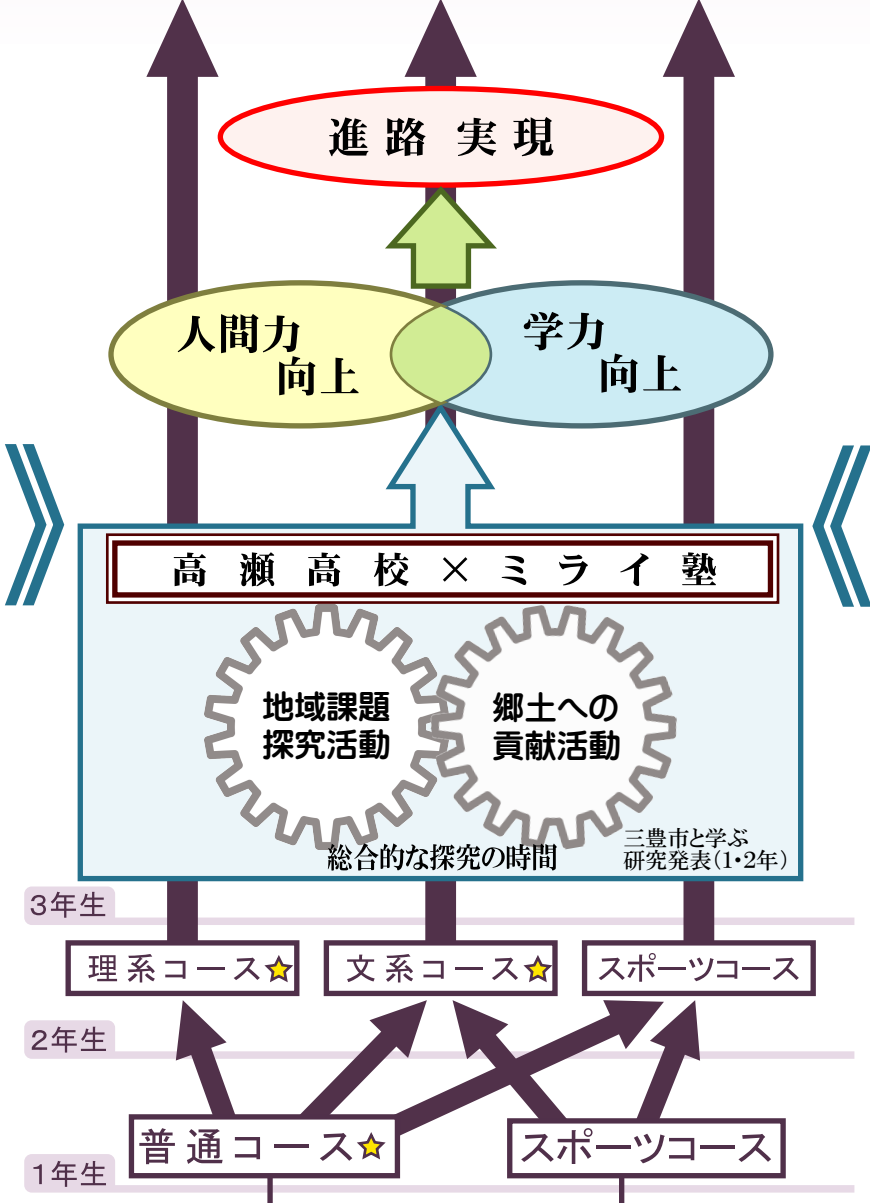 進路 実現
人間力
向上
学力
向上
高瀬高校×ミライ塾
地域課題
探究活動
郷土への
貢献活動
総合的な探究の時間
三豊市と学ぶ
研究発表(1・2年)
3年生
理系コース
文系コース
スポーツコース
2年生
普通コース
スポーツコース
1年生